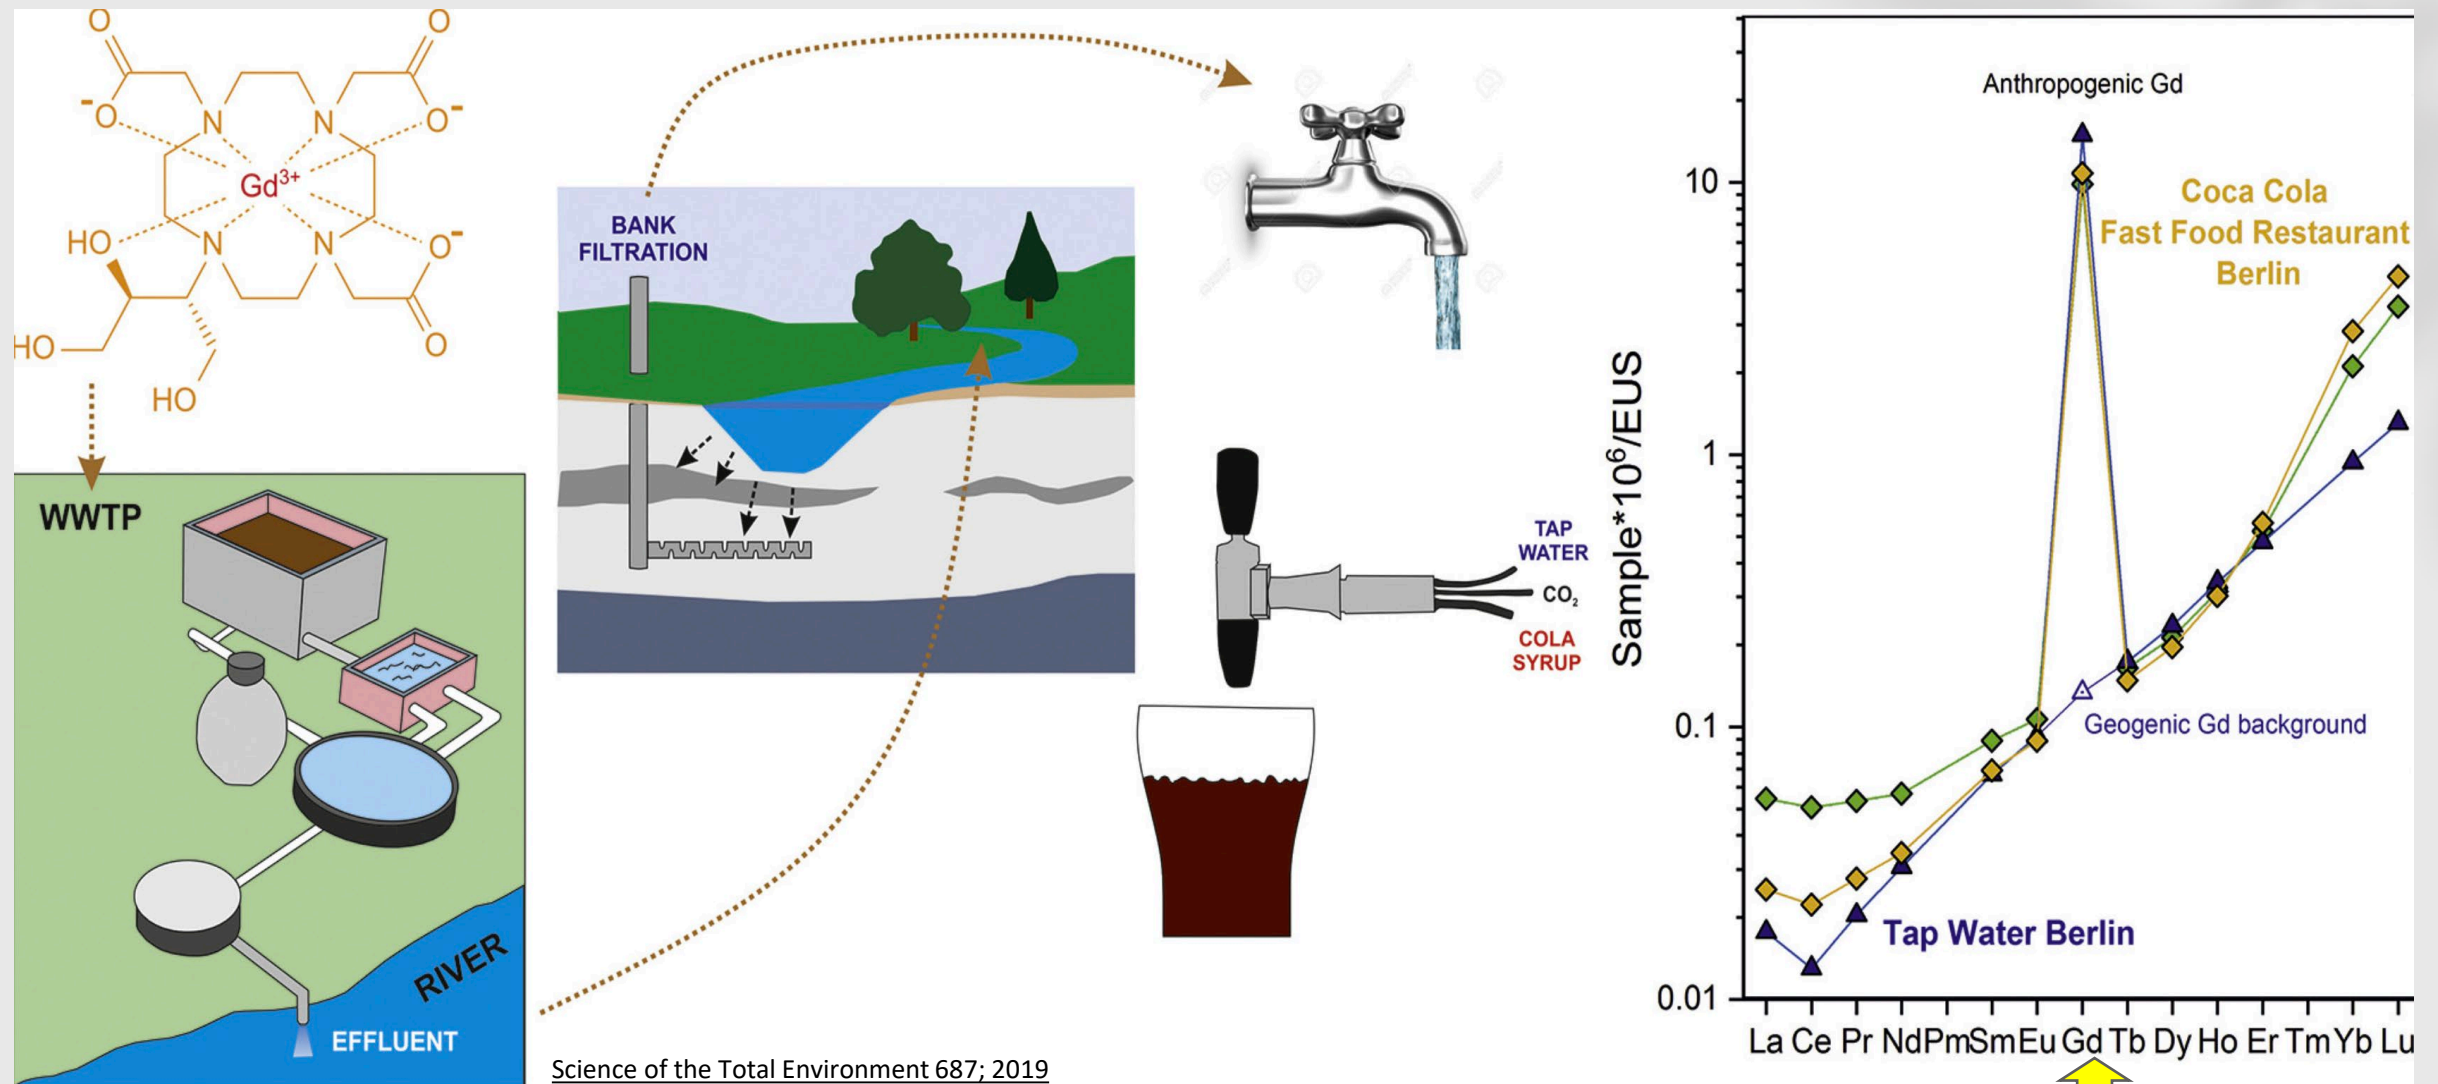 O
O
-
O
N
N
O-
Gd3+
HO
N
N
O-
HO
O
HO
WWTP
RIVER
EFFLUENT
BANK
FILTRATION
TAP
WATER
CO2
COLA
SYRUP
Science of the Total Environment 687; 2019
Sample*10⁶/EUS
10
1
0.1
0.01
Anthropogenic Gd
Coca Cola
Fast Food Restaurant
Berlin
Geogenic Gd background
Tap Water Berlin
La Ce Pr Nd Pm Sm Eu Gd Tb Dy Ho Er Tm Yb Lu